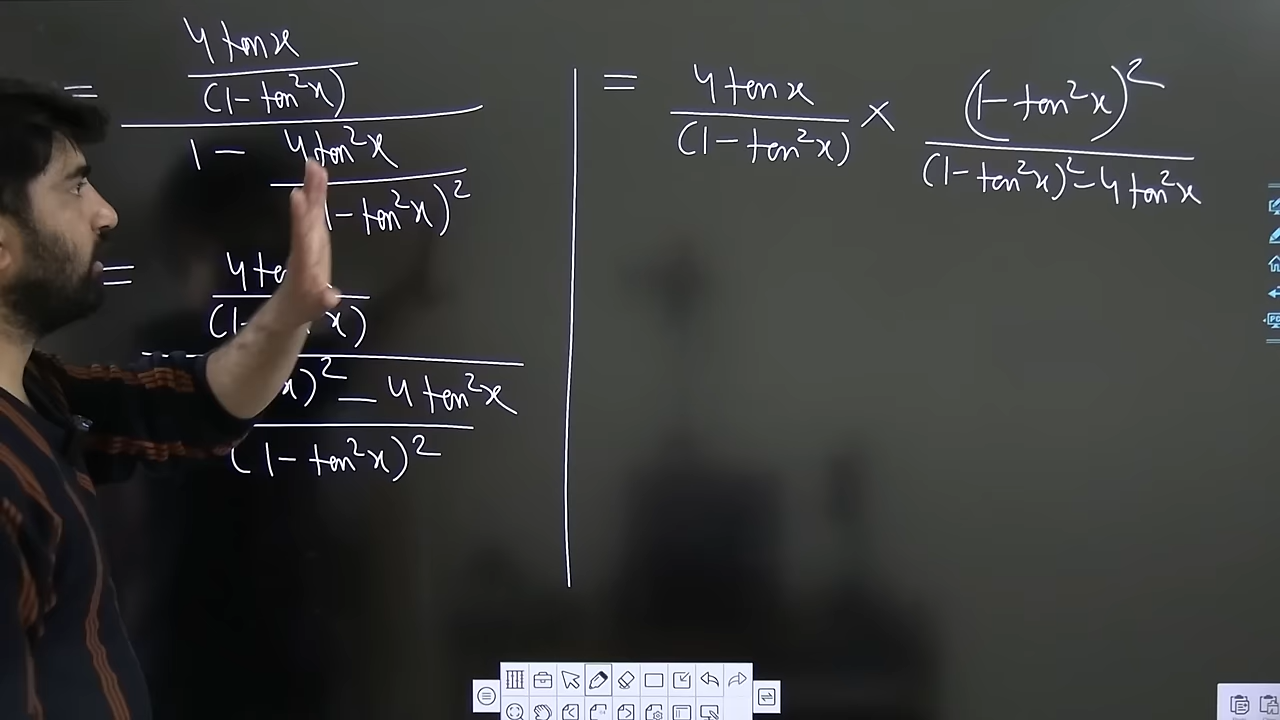 4 tan x
= (1 - tan²x)
1 - 4 tan²x
1 - tan²x)²
= 4 ta
(1 - x)
x)² - 4 tan²x
(1 - tan²x)²
= 4 tan x × (1 - tan²x)²
(1 - tan²x) (1 - tan²x)² - 4 tan²x